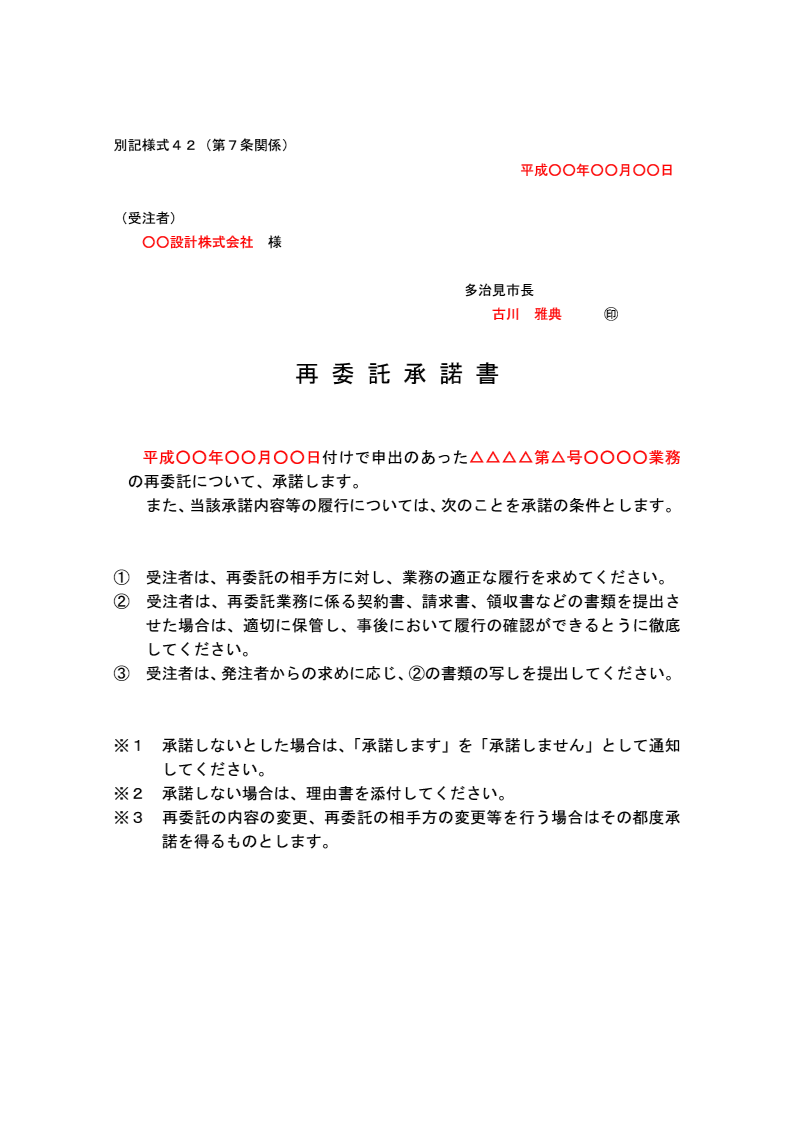 別記様式４２（第７条関係）
平成〇〇年〇〇月〇〇日
（受注者）
〇〇設計株式会社　様
多治見市長
古川　雅典　　　㊞
再 委 託 承 諾 書
平成〇〇年〇〇月〇〇日付けで申出のあった△△△△第△号〇〇〇〇業務
の再委託について、承諾します。
また、当該承諾内容等の履行については、次のことを承諾の条件とします。
①　受注者は、再委託の相手方に対し、業務の適正な履行を求めてください。
②　受注者は、再委託業務に係る契約書、請求書、領収書などの書類を提出さ
せた場合は、適切に保管し、事後において履行の確認ができるとうに徹底
してください。
③　受注者は、発注者からの求めに応じ、②の書類の写しを提出してください。
※１　承諾しないとした場合は、「承諾します」を「承諾しません」として通知
してください。
※２　承諾しない場合は、理由書を添付してください。
※３　再委託の内容の変更、再委託の相手方の変更等を行う場合はその都度承
諾を得るものとします。